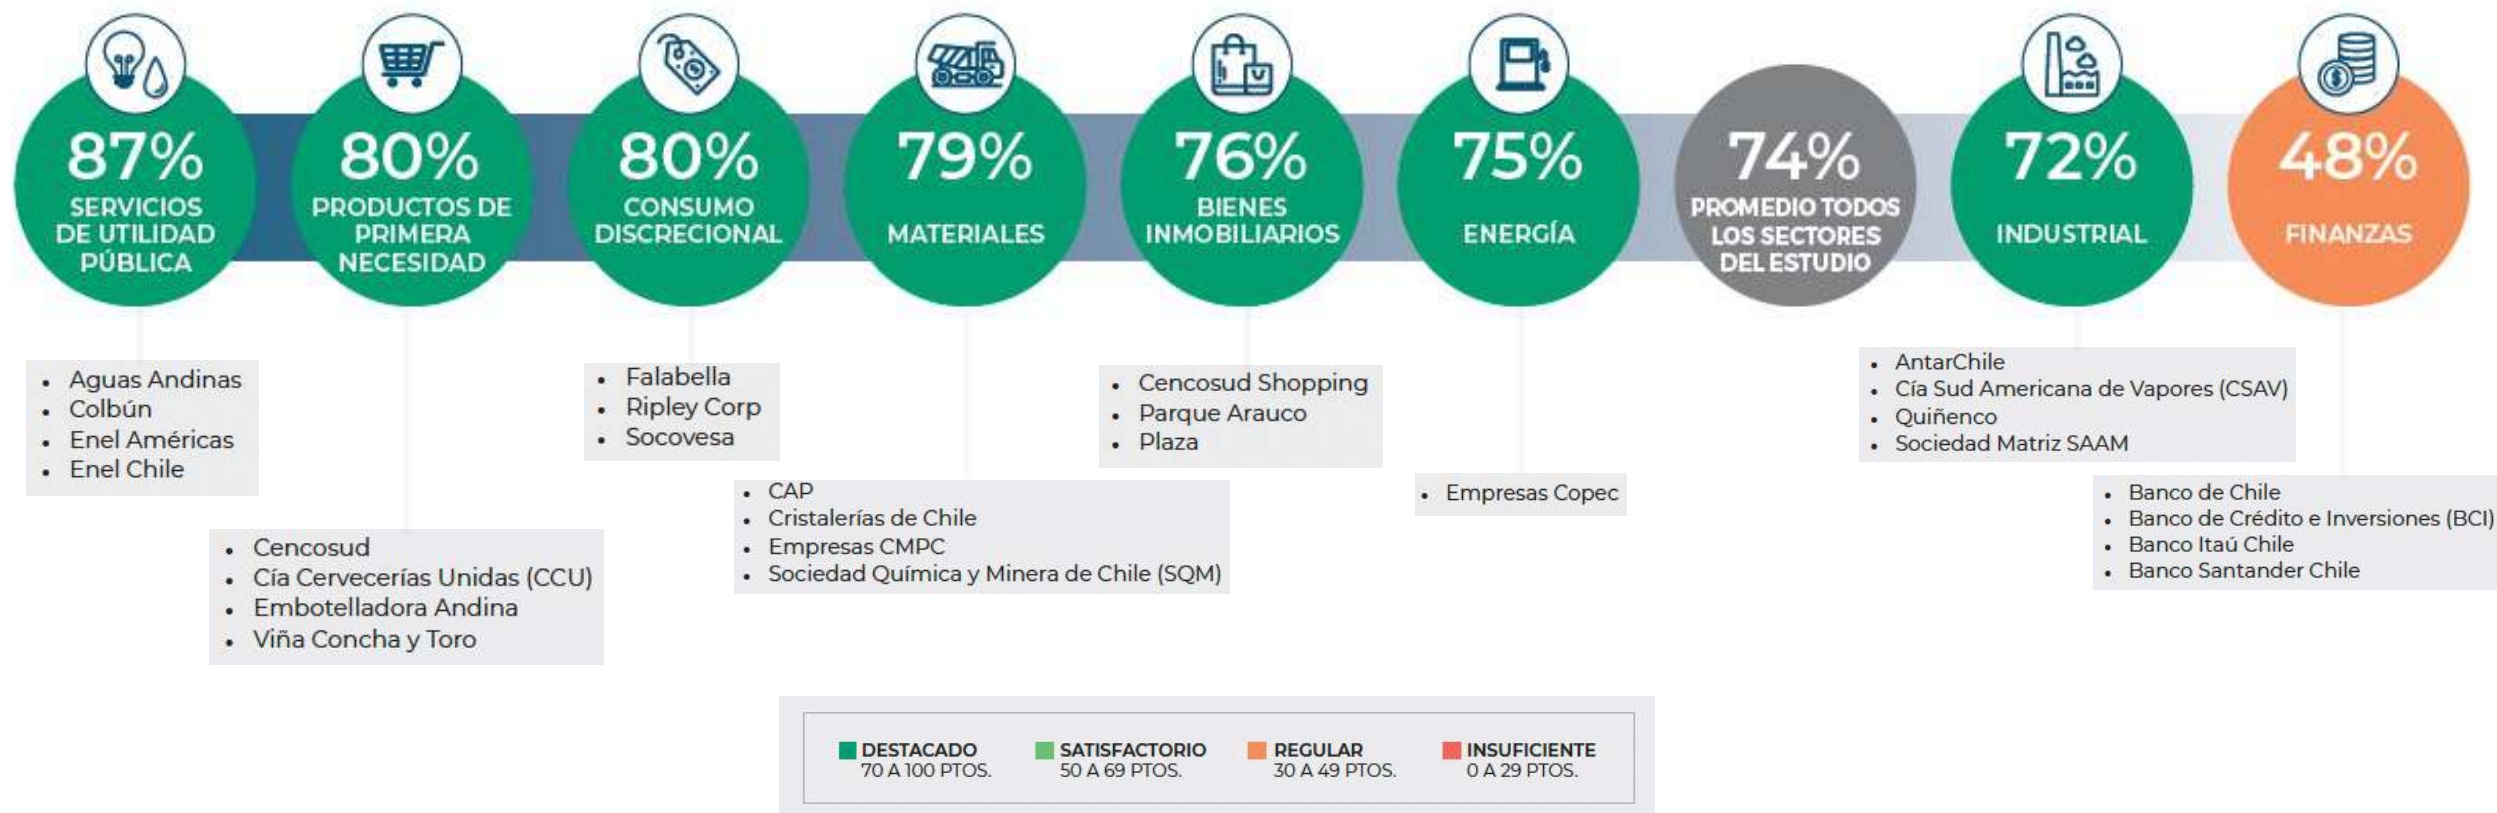 87%
SERVICIOS
DE UTILIDAD
PÚBLICA
80%
PRODUCTOS DE
PRIMERA
NECESIDAD
80%
CONSUMO
DISCRECIONAL
79%
MATERIALES
76%
BIENES
INMOBILIARIOS
75%
ENERGÍA
74%
PROMEDIO TODOS
LOS SECTORES
DEL ESTUDIO
72%
INDUSTRIAL
48%
FINANZAS
• Aguas Andinas
• Colbún
• Enel Américas
• Enel Chile
• Cencosud
• Cía Cervecerías Unidas (CCU)
• Embotelladora Andina
• Viña Concha y Toro
• Falabella
• Ripley Corp
• Socovesa
• CAP
• Cristalerías de Chile
• Empresas CMPC
• Sociedad Química y Minera de Chile (SQM)
• Cencosud Shopping
• Parque Arauco
• Plaza
• Empresas Copec
• AntarChile
• Cía Sud Americana de Vapores (CSAV)
• Quiñenco
• Sociedad Matriz SAAM
• Banco de Chile
• Banco de Crédito e Inversiones (BCI)
• Banco Itaú Chile
• Banco Santander Chile
DESTACADO
70 A 100 PTOS.
SATISFACTORIO
50 A 69 PTOS.
REGULAR
30 A 49 PTOS.
INSUFICIENTE
0 A 29 PTOS.